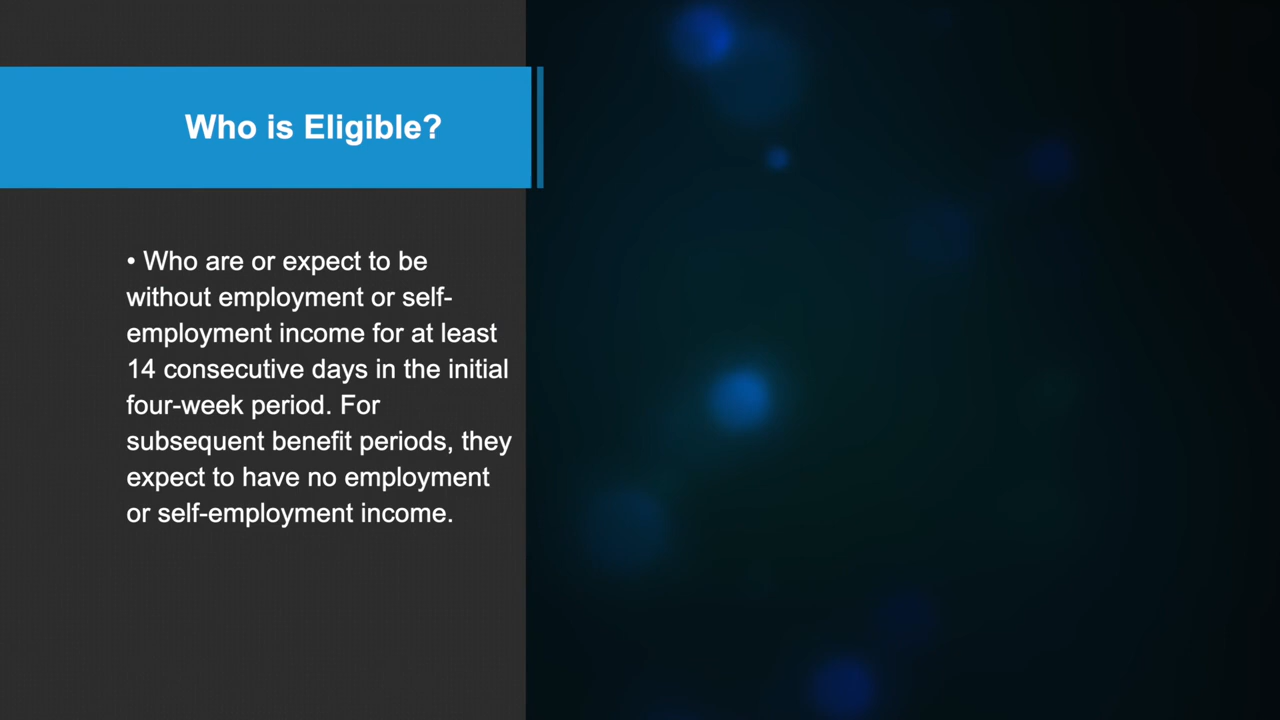 Who is Eligible?
• Who are or expect to be
without employment or self-
employment income for at least
14 consecutive days in the initial
four-week period. For
subsequent benefit periods, they
expect to have no employment
or self-employment income.